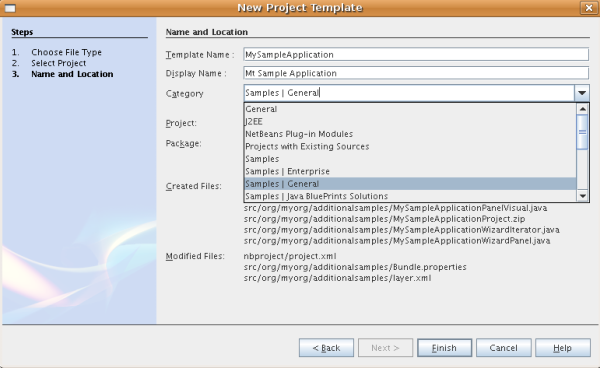 New Project Template
Steps
1. Choose File Type
2. Select Project
3. Name and Location
Name and Location
Template Name : MySampleApplication
Display Name : Mt Sample Application
Category Samples | General
General
J2EE
NetBeans Plug-in Modules
Projects with Existing Sources
Samples
Samples | Enterprise
Samples | General
Samples | Java BluePrints Solutions
Project:
Package:
Created Files:
src/org/myorg/additionalsamples/MySampleApplicationPanelVisual.java
src/org/myorg/additionalsamples/MySampleApplicationProject.zip
src/org/myorg/additionalsamples/MySampleApplicationWizardIterator.java
src/org/myorg/additionalsamples/MySampleApplicationWizardPanel.java
Modified Files: nbproject/project.xml
src/org/myorg/additionalsamples/Bundle.properties
src/org/myorg/additionalsamples/layer.xml
< Back Next > Finish Cancel Help